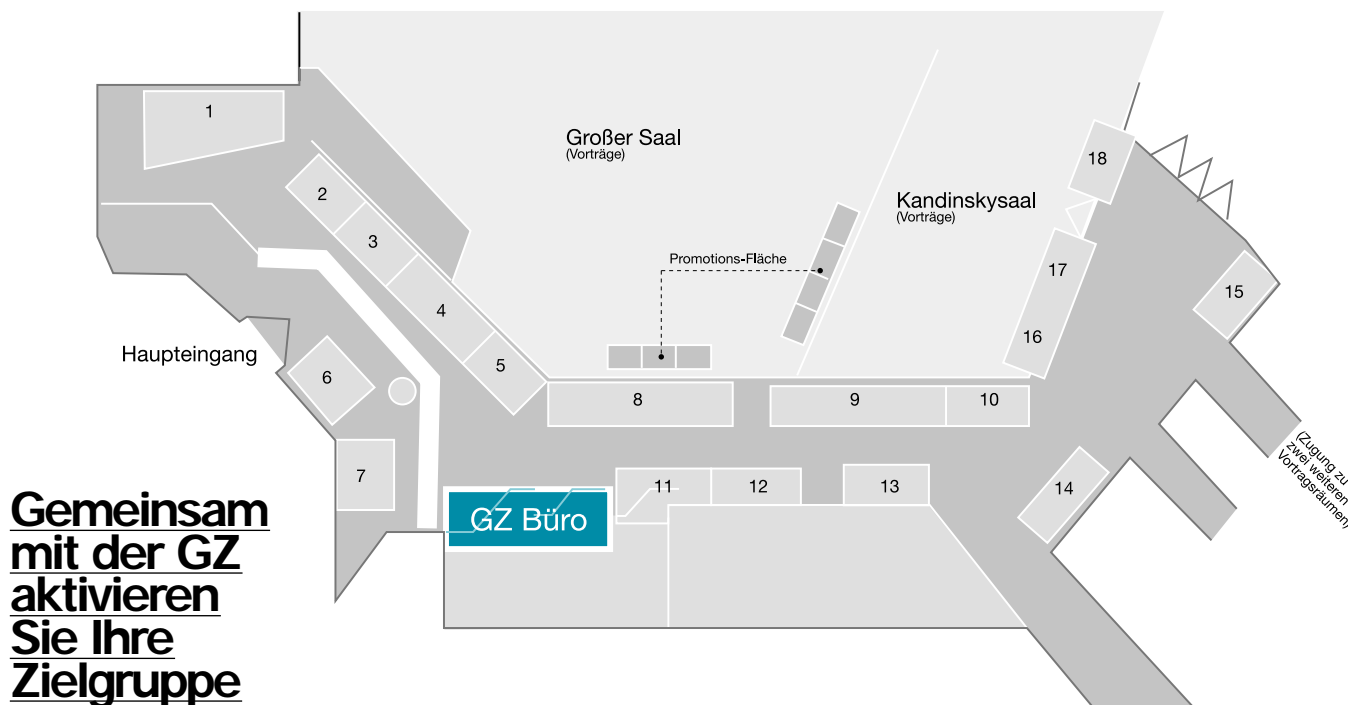 1
2
3
4
5
6
7
8
9
10
11
12
13
14
15
16
17
18
Großer Saal
(Vorträge)
Kandinskysaal
(Vorträge)
Promotions-Fläche
Haupteingang
GZ Büro
(Zugung zu
zwei weiteren
Vortragsräumen)
Gemeinsam
mit der GZ
aktivieren
Sie Ihre
Zielgruppe